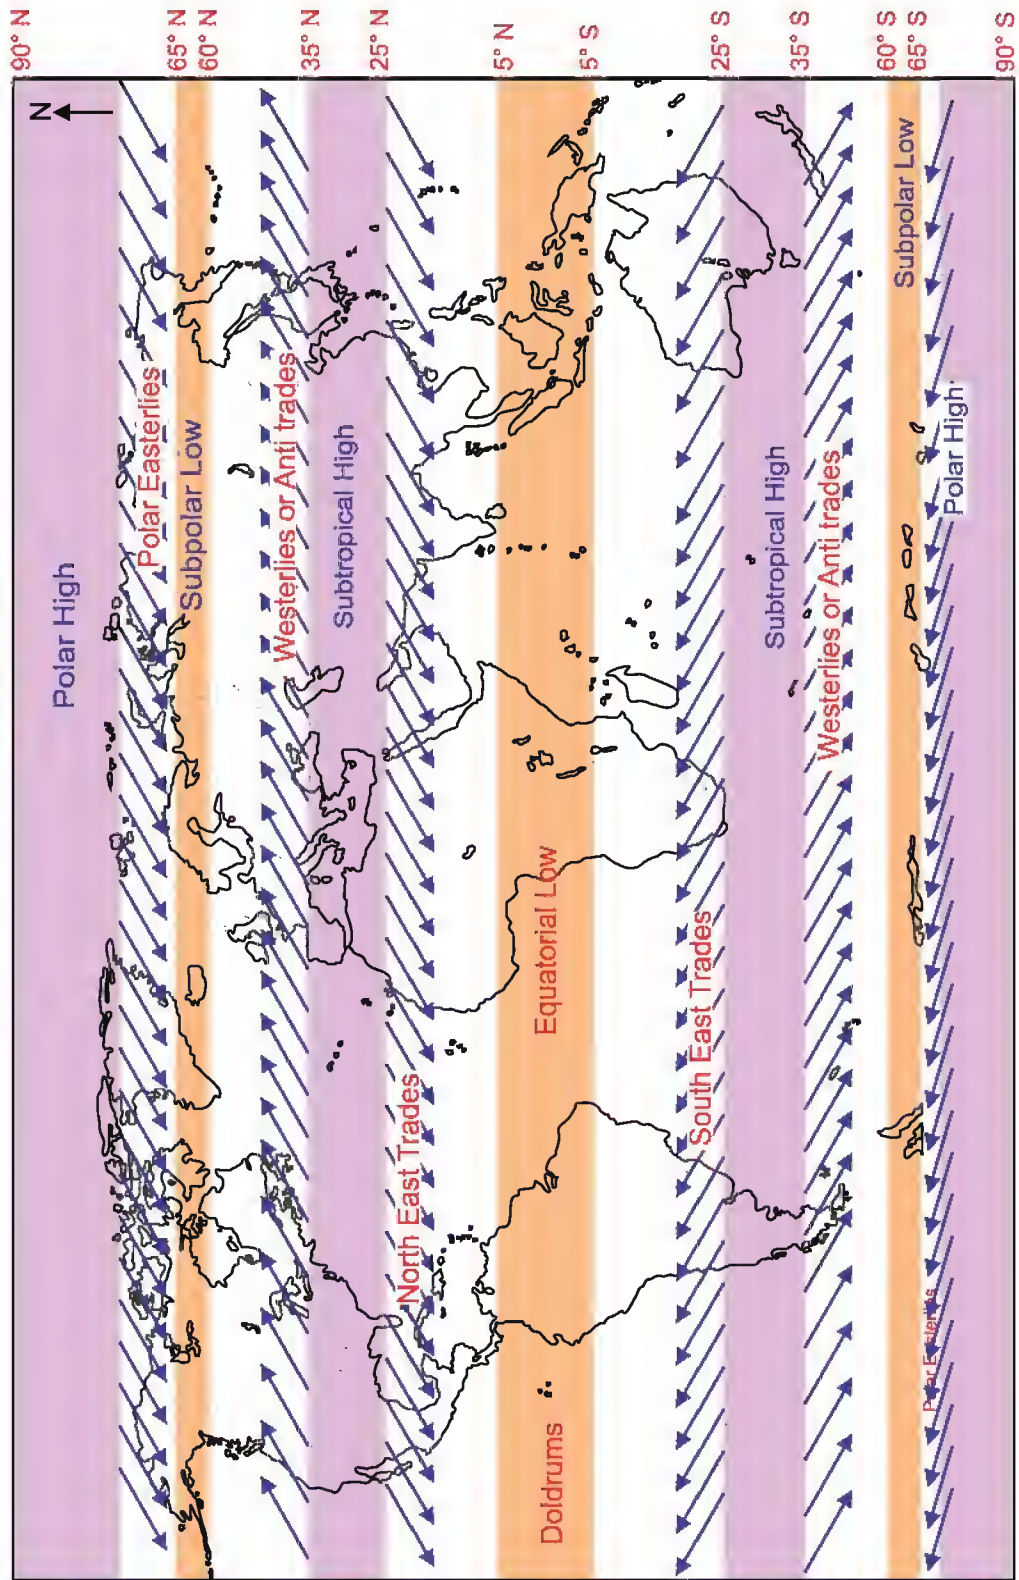 90° N
65° N
60° N
35° N
25° N
5° N
5° S
25° S
35° S
60° S
65° S
90° S
N
Polar High
Polar Easterlies
Subpolar Low
Westerlies or Anti trades
Subtropical High
North East Trades
Doldrums
Equatorial Low
South East Trades
Subtropical High
Westerlies or Anti trades
Subpolar Low
Polar Easterlies
Polar High